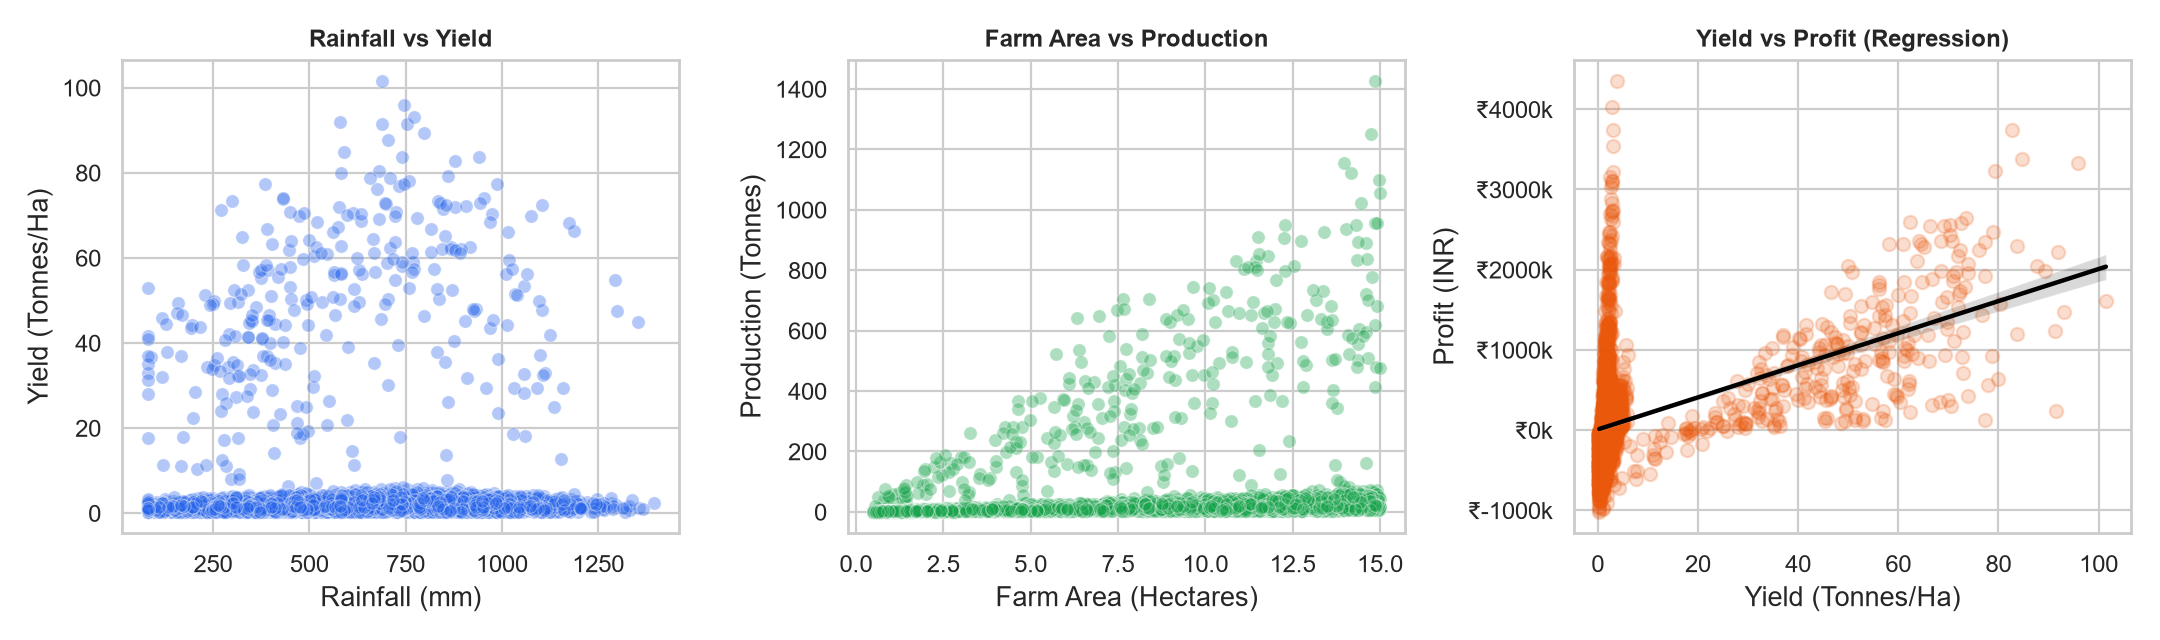 Rainfall vs Yield
Yield (Tonnes/Ha)
100
80
60
40
20
0
250 500 750 1000 1250
Rainfall (mm)
Farm Area vs Production
Production (Tonnes)
1400
1200
1000
800
600
400
200
0
0.0 2.5 5.0 7.5 10.0 12.5 15.0
Farm Area (Hectares)
Yield vs Profit (Regression)
Profit (INR)
₹4000k
₹3000k
₹2000k
₹1000k
₹0k
₹-1000k
0 20 40 60 80 100
Yield (Tonnes/Ha)